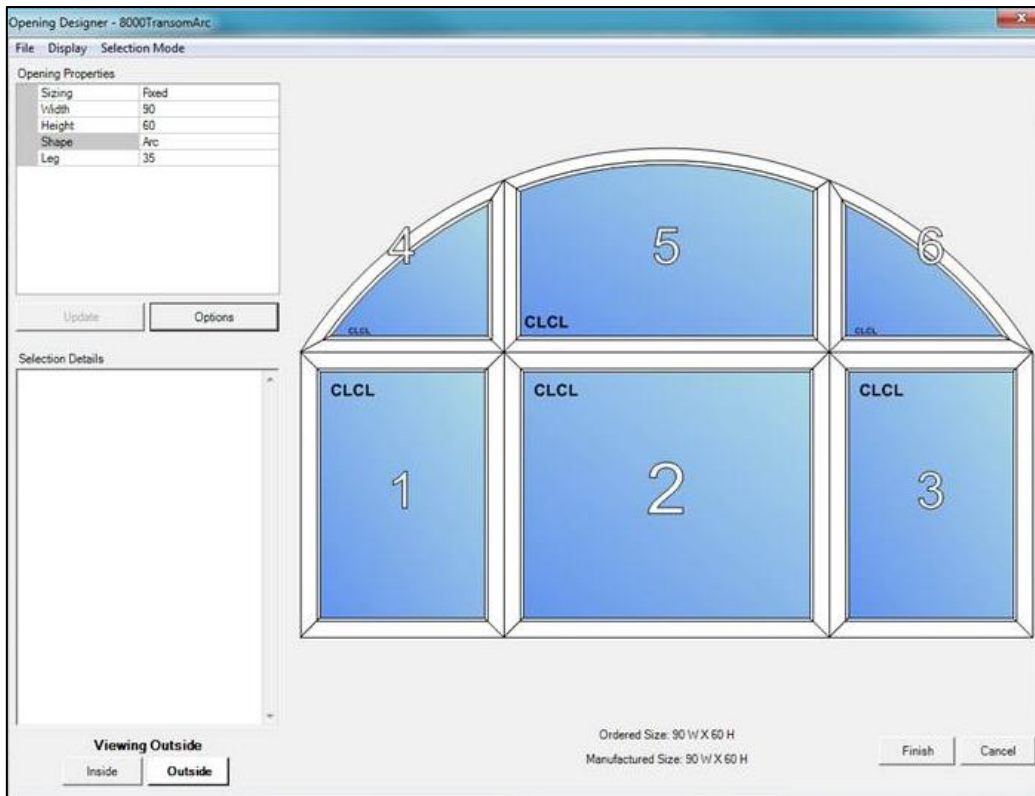 Opening Designer - 8000TransomArc
File Display Selection Mode
Opening Properties
Sizing Fixed
Width 90
Height 60
Shape Arc
Leg 35
Update Options
Selection Details
4 5 6
CLCL CLCL CLCL
CLCL CLCL CLCL
1 2 3
Viewing Outside
Inside Outside
Ordered Size: 90 W X 60 H
Manufactured Size: 90 W X 60 H
Finish Cancel